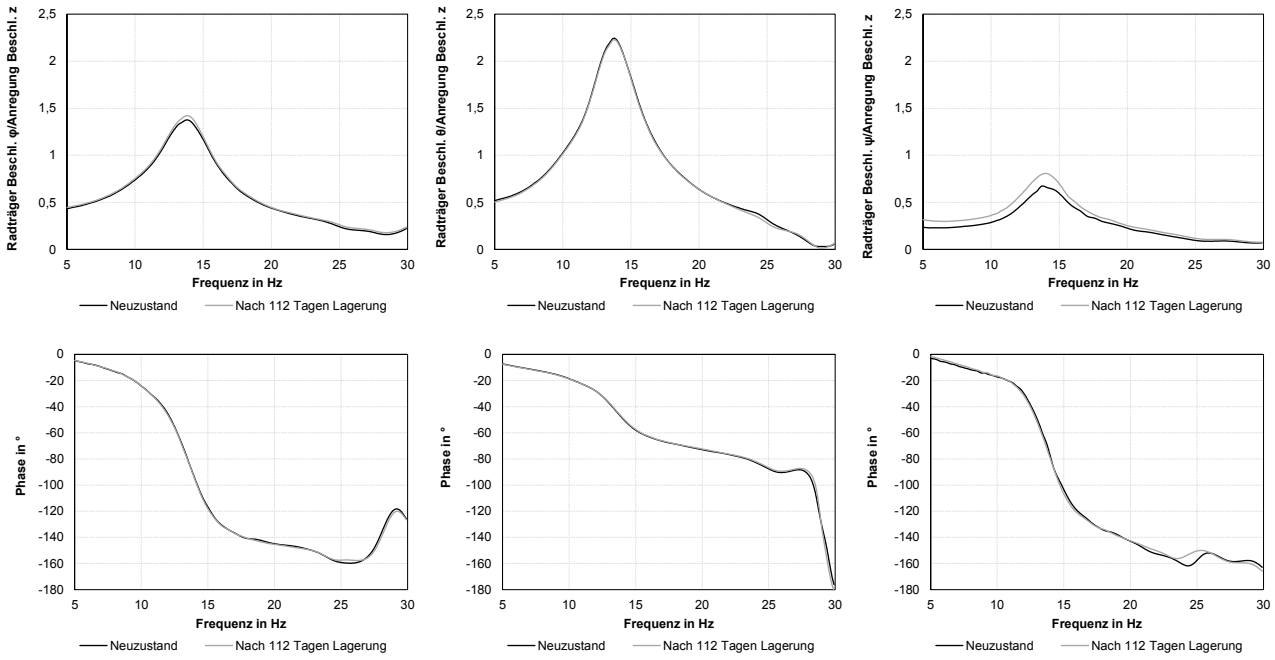 Radträger Beschl. φ/Anregung Beschl. z
2,5
2
1,5
1
0,5
0
5 10 15 20 25 30
Frequenz in Hz
Neuzustand Nach 112 Tagen Lagerung
Radträger Beschl. θ/Anregung Beschl. z
2,5
2
1,5
1
0,5
0
5 10 15 20 25 30
Frequenz in Hz
Neuzustand Nach 112 Tagen Lagerung
Radträger Beschl. ψ/Anregung Beschl. z
2,5
2
1,5
1
0,5
0
5 10 15 20 25 30
Frequenz in Hz
Neuzustand Nach 112 Tagen Lagerung
Phase in °
0
-20
-40
-60
-80
-100
-120
-140
-160
-180
5 10 15 20 25 30
Frequenz in Hz
Neuzustand Nach 112 Tagen Lagerung
Phase in °
0
-20
-40
-60
-80
-100
-120
-140
-160
-180
5 10 15 20 25 30
Frequenz in Hz
Neuzustand Nach 112 Tagen Lagerung
Phase in °
0
-20
-40
-60
-80
-100
-120
-140
-160
-180
5 10 15 20 25 30
Frequenz in Hz
Neuzustand Nach 112 Tagen Lagerung